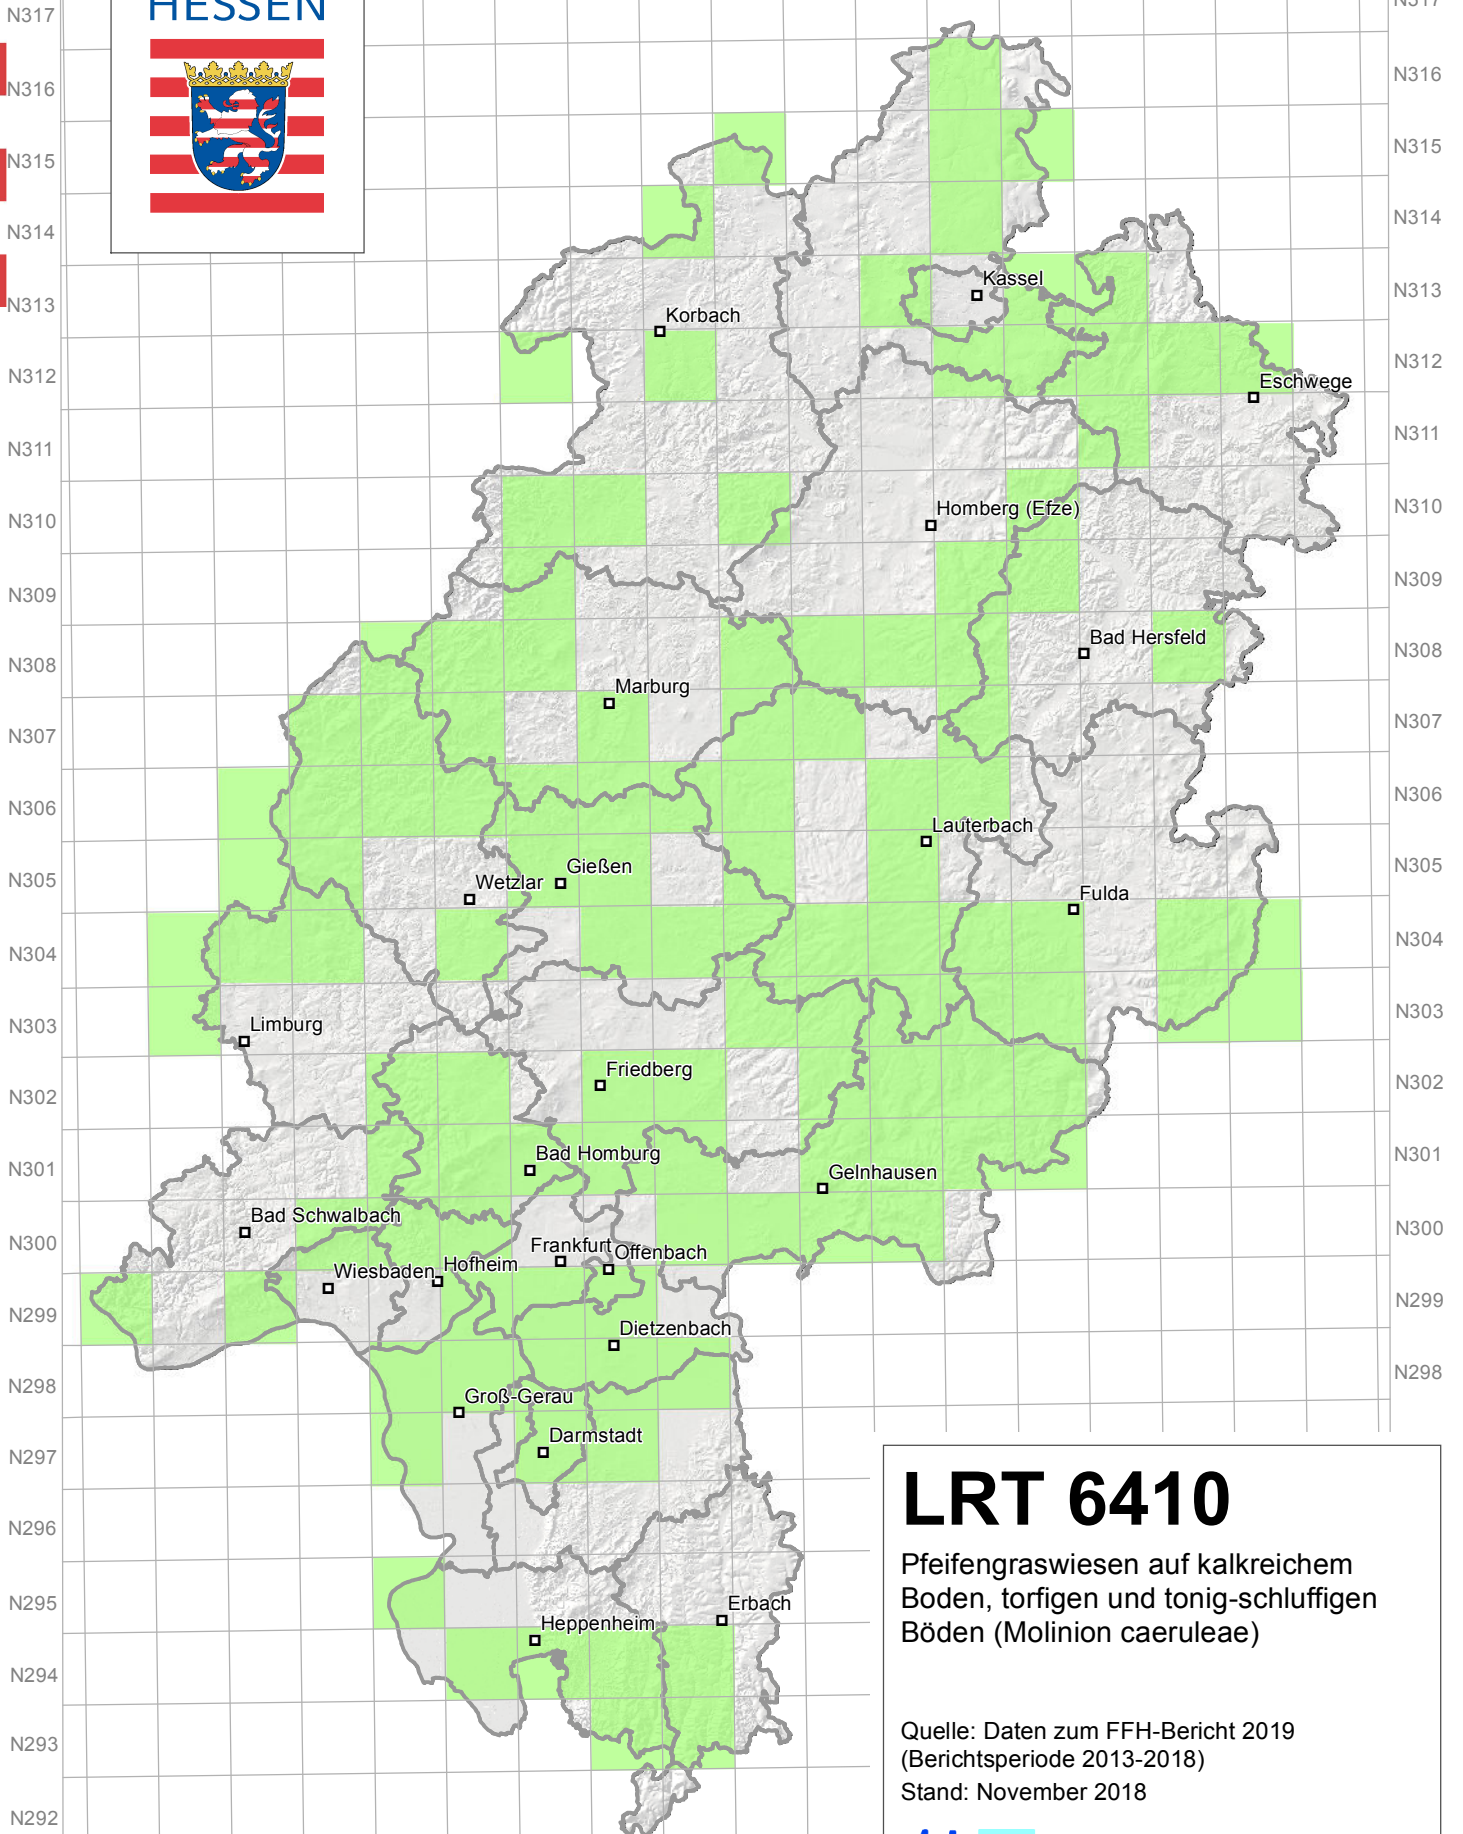 HESSEN
N317
N316
N315
N314
N313
N312
N311
N310
N309
N308
N307
N306
N305
N304
N303
N302
N301
N300
N299
N298
N297
N296
N295
N294
N293
N292
N317
N316
N315
N314
N313
N312
N311
N310
N309
N308
N307
N306
N305
N304
N303
N302
N301
N300
N299
N298
Kassel
Korbach
Eschwege
Homberg (Efze)
Bad Hersfeld
Marburg
Lauterbach
Gießen
Wetzlar
Fulda
Limburg
Friedberg
Bad Homburg
Gelnhausen
Bad Schwalbach
Frankfurt
Offenbach
Hofheim
Wiesbaden
Dietzenbach
Groß-Gerau
Darmstadt
Erbach
Heppenheim
LRT 6410
Pfeifengraswiesen auf kalkreichem
Boden, torfigen und tonig-schluffigen
Böden (Molinion caeruleae)
Quelle: Daten zum FFH-Bericht 2019
(Berichtsperiode 2013-2018)
Stand: November 2018